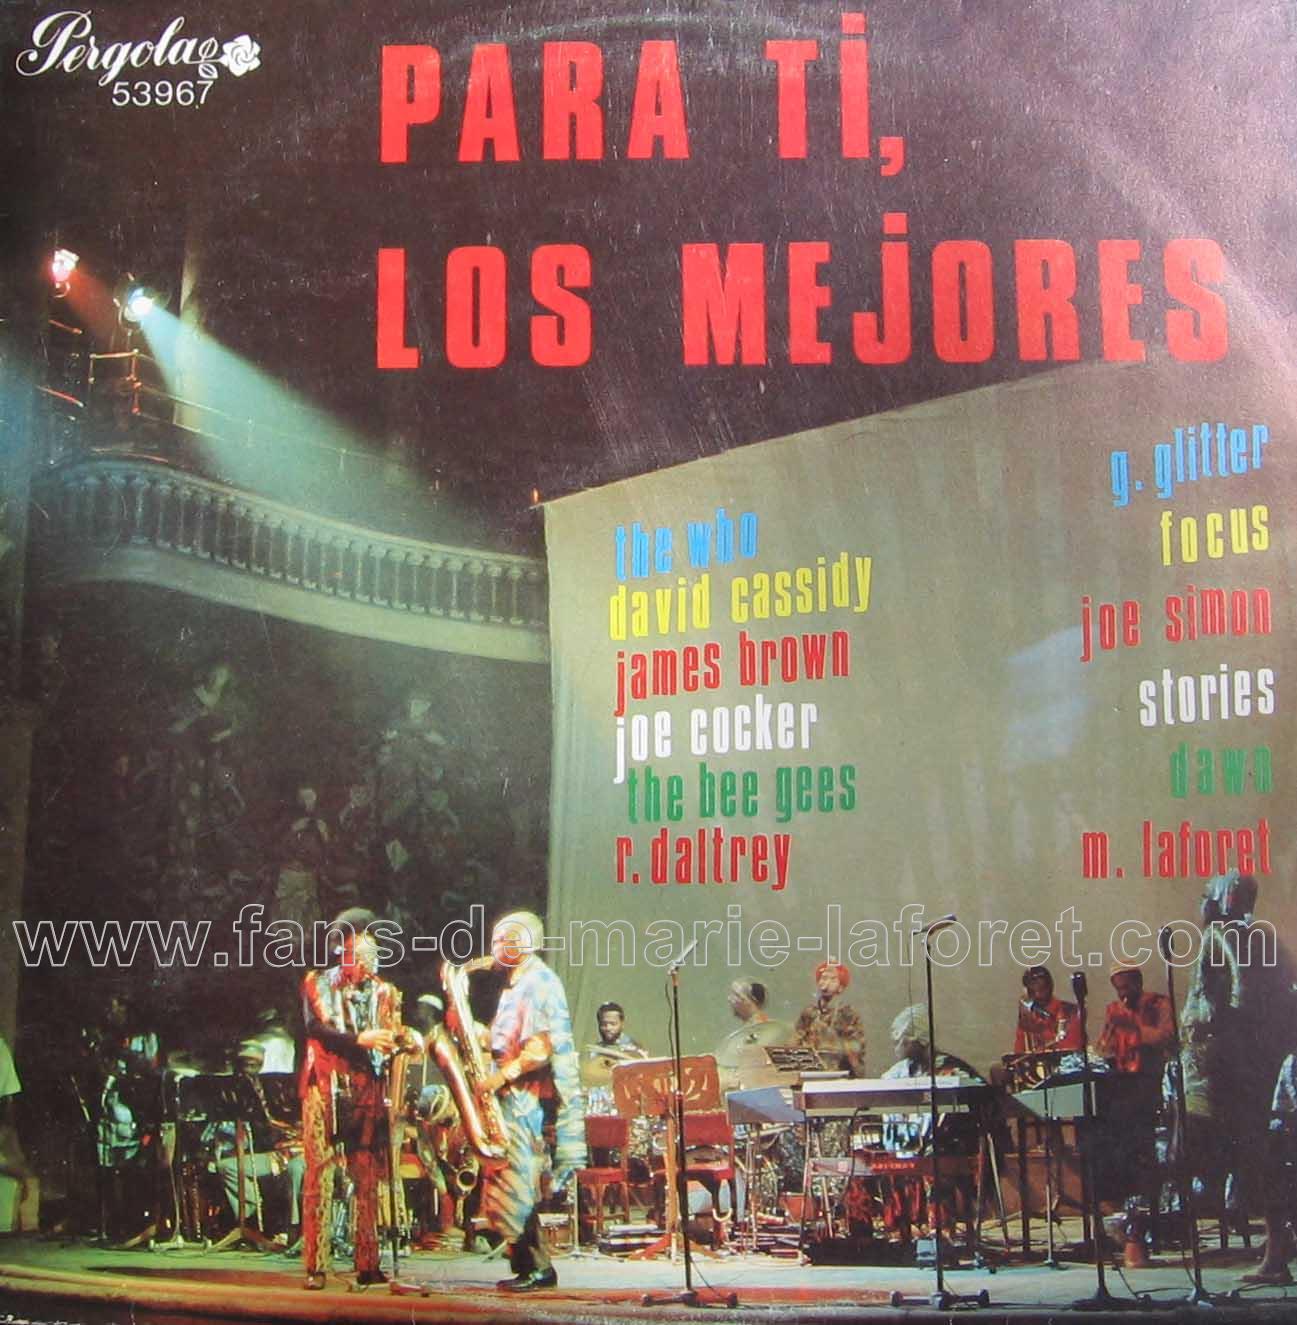 Pergola
53967
PARA TI,
LOS MEJORES
the who
david cassidy
james brown
joe cocker
the bee gees
r. daltrey
g. glitter
focus
joe simon
stories
dawn
m. laforet
www.fans-de-marie-laforet.com